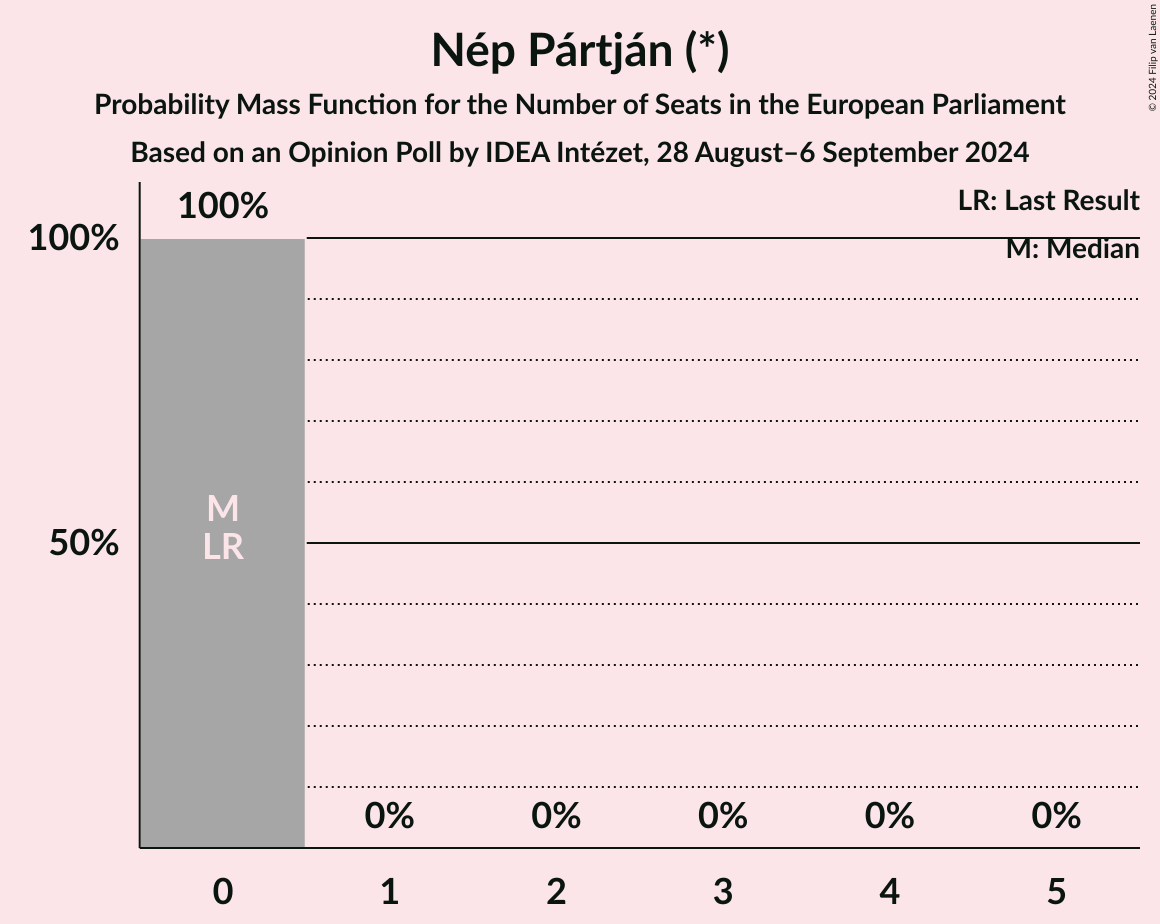 Nép Pártján (*)
Probability Mass Function for the Number of Seats in the European Parliament
Based on an Opinion Poll by IDEA Intézet, 28 August–6 September 2024
© 2024 Filip van Laenen
LR: Last Result
M: Median
100%
100%
50%
M
LR
0% 0% 0% 0% 0%
0 1 2 3 4 5